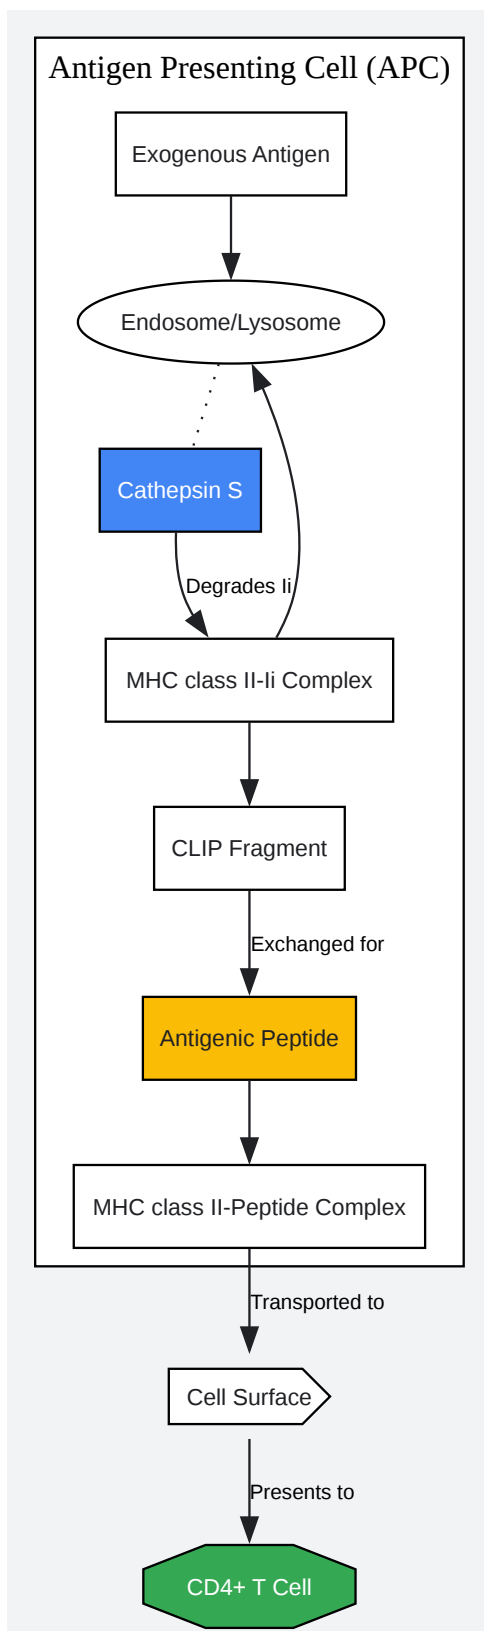 Antigen Presenting Cell (APC)
Exogenous Antigen
Endosome/Lysosome
Cathepsin S
Degrades Ii
MHC class II-Ii Complex
CLIP Fragment
Exchanged for
Antigenic Peptide
MHC class II-Peptide Complex
Transported to
Cell Surface
Presents to
CD4+ T Cell